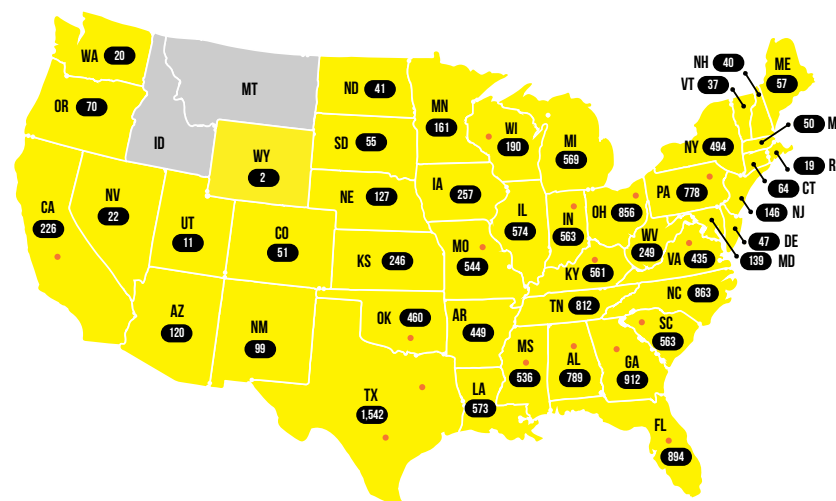 WA 20
OR 70
MT
ID
ND 41
MN
161
SD 55
WY
2
WI
190
MI
569
NH 40
VT 37
ME
57
50 M
NY 494
19 R
64 CT
PA 778
146 NJ
47 DE
139 MD
NE 127
IA
257
NV
22
CA
226
UT
11
CO
51
KS 246
MO
544
IL
574
IN
563
OH 856
WV
249
VA 435
KY 561
NC 863
TN 812
AZ
120
NM
99
OK 460
AR
449
SC
563
MS
536
AL
789
GA
912
TX
1,542
LA
573
FL
894